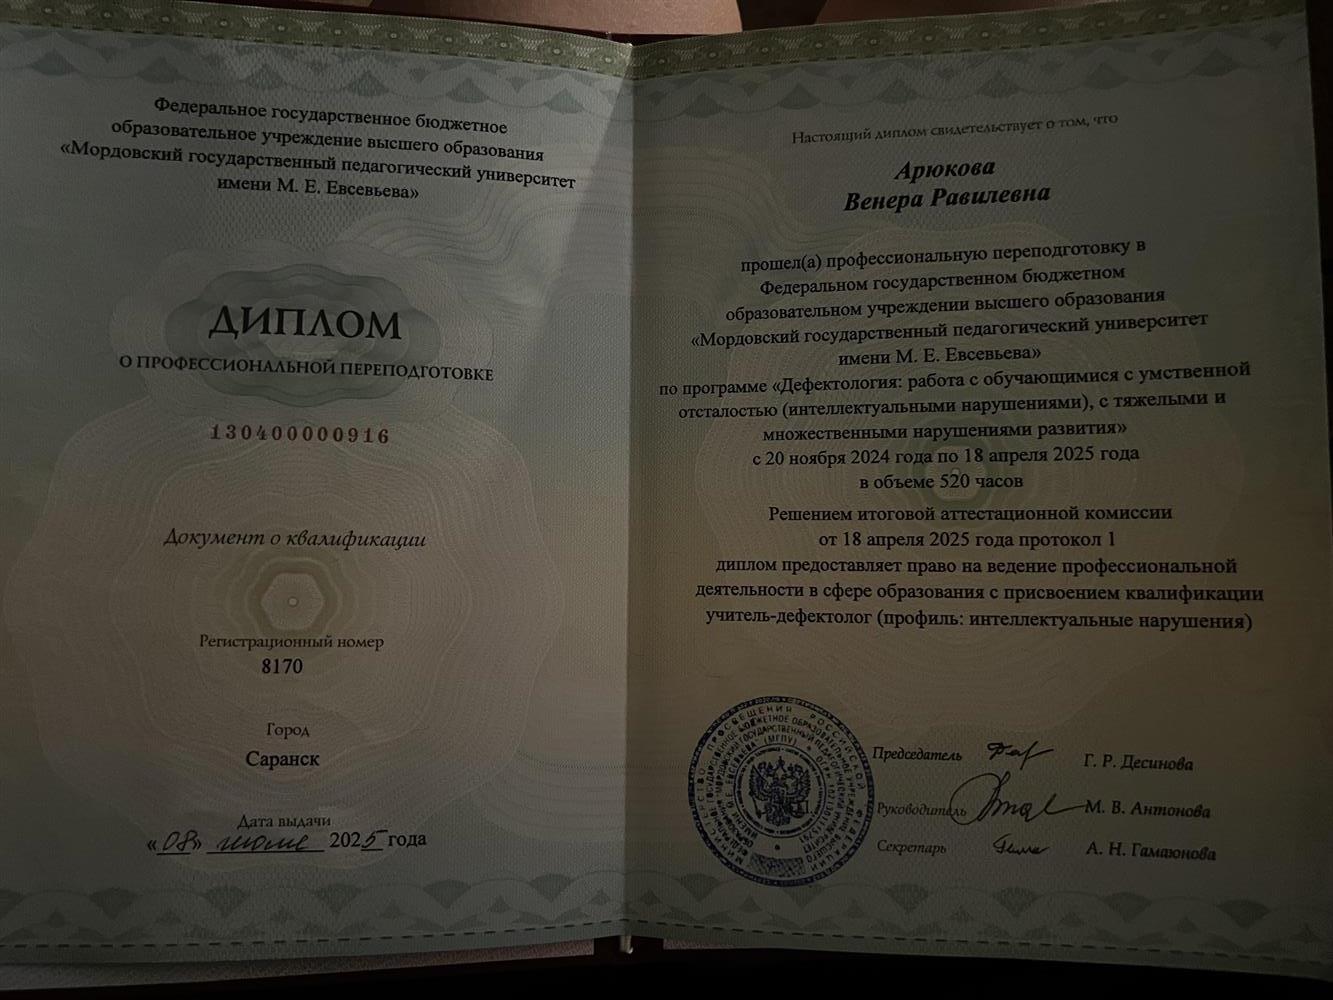 Федеральное государственное бюджетное
образовательное учреждение высшего образования
«Мордовский государственный педагогический университет
имени М. Е. Евсевьева»
ДИПЛОМ
О ПРОФЕССИОНАЛЬНОЙ ПЕРЕПОДГОТОВКЕ
130400000916
Документ о квалификации
Регистрационный номер
8170
Город
Саранск
Дата выдачи
«08» 2025 года
Настоящий диплом свидетельствует о том, что
Арюкова
Венера Равилевна
прошел(а) профессиональную переподготовку в
Федеральном государственном бюджетном
образовательном учреждении высшего образования
«Мордовский государственный педагогический университет
имени М. Е. Евсевьева»
по программе «Дефектология: работа с обучающимися с умственной
отсталостью (интеллектуальными нарушениями), с тяжелыми и
множественными нарушениями развития»
с 20 ноября 2024 года по 18 апреля 2025 года
в объеме 520 часов
Решением итоговой аттестационной комиссии
от 18 апреля 2025 года протокол 1
диплом предоставляет право на ведение профессиональной
деятельности в сфере образования с присвоением квалификации
учитель-дефектолог (профиль: интеллектуальные нарушения)
Председатель Г. Р. Десинова
Руководитель М. В. Антонова
Секретарь А. Н. Гамаюнова
МИНИСТЕРСТВО ПРОСВЕЩЕНИЯ РОССИЙСКОЙ ФЕДЕРАЦИИ